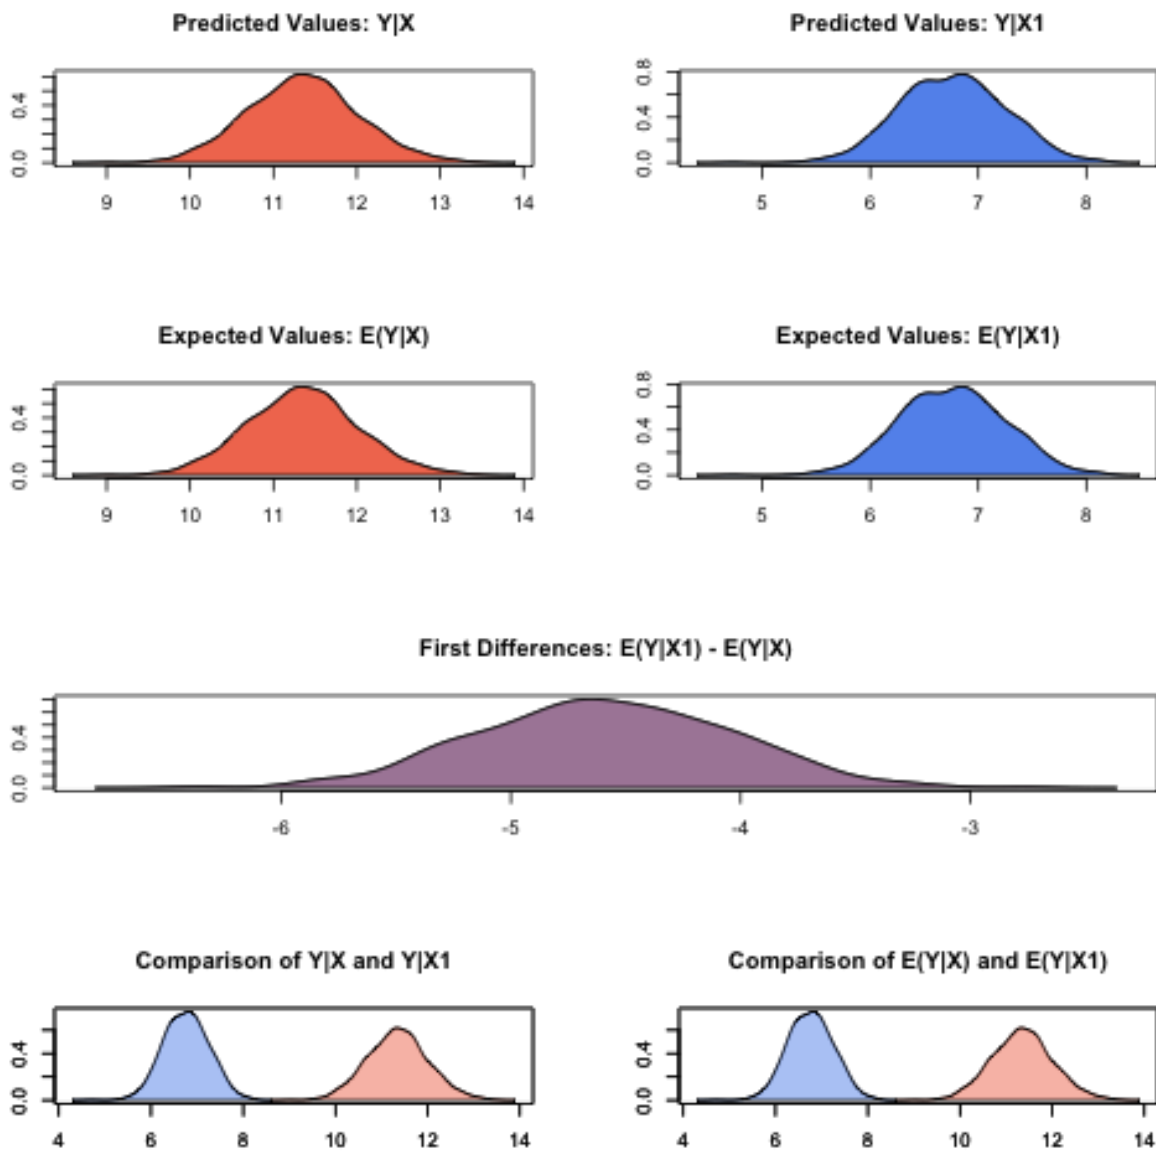 Predicted Values: Y|X
0.0 0.4
9 10 11 12 13 14
Predicted Values: Y|X1
0.0 0.4 0.8
5 6 7 8
Expected Values: E(Y|X)
0.0 0.4
9 10 11 12 13 14
Expected Values: E(Y|X1)
0.0 0.4 0.8
5 6 7 8
First Differences: E(Y|X1) - E(Y|X)
0.0 0.4
-6 -5 -4 -3
Comparison of Y|X and Y|X1
0.0 0.4
4 6 8 10 12 14
Comparison of E(Y|X) and E(Y|X1)
0.0 0.4
4 6 8 10 12 14